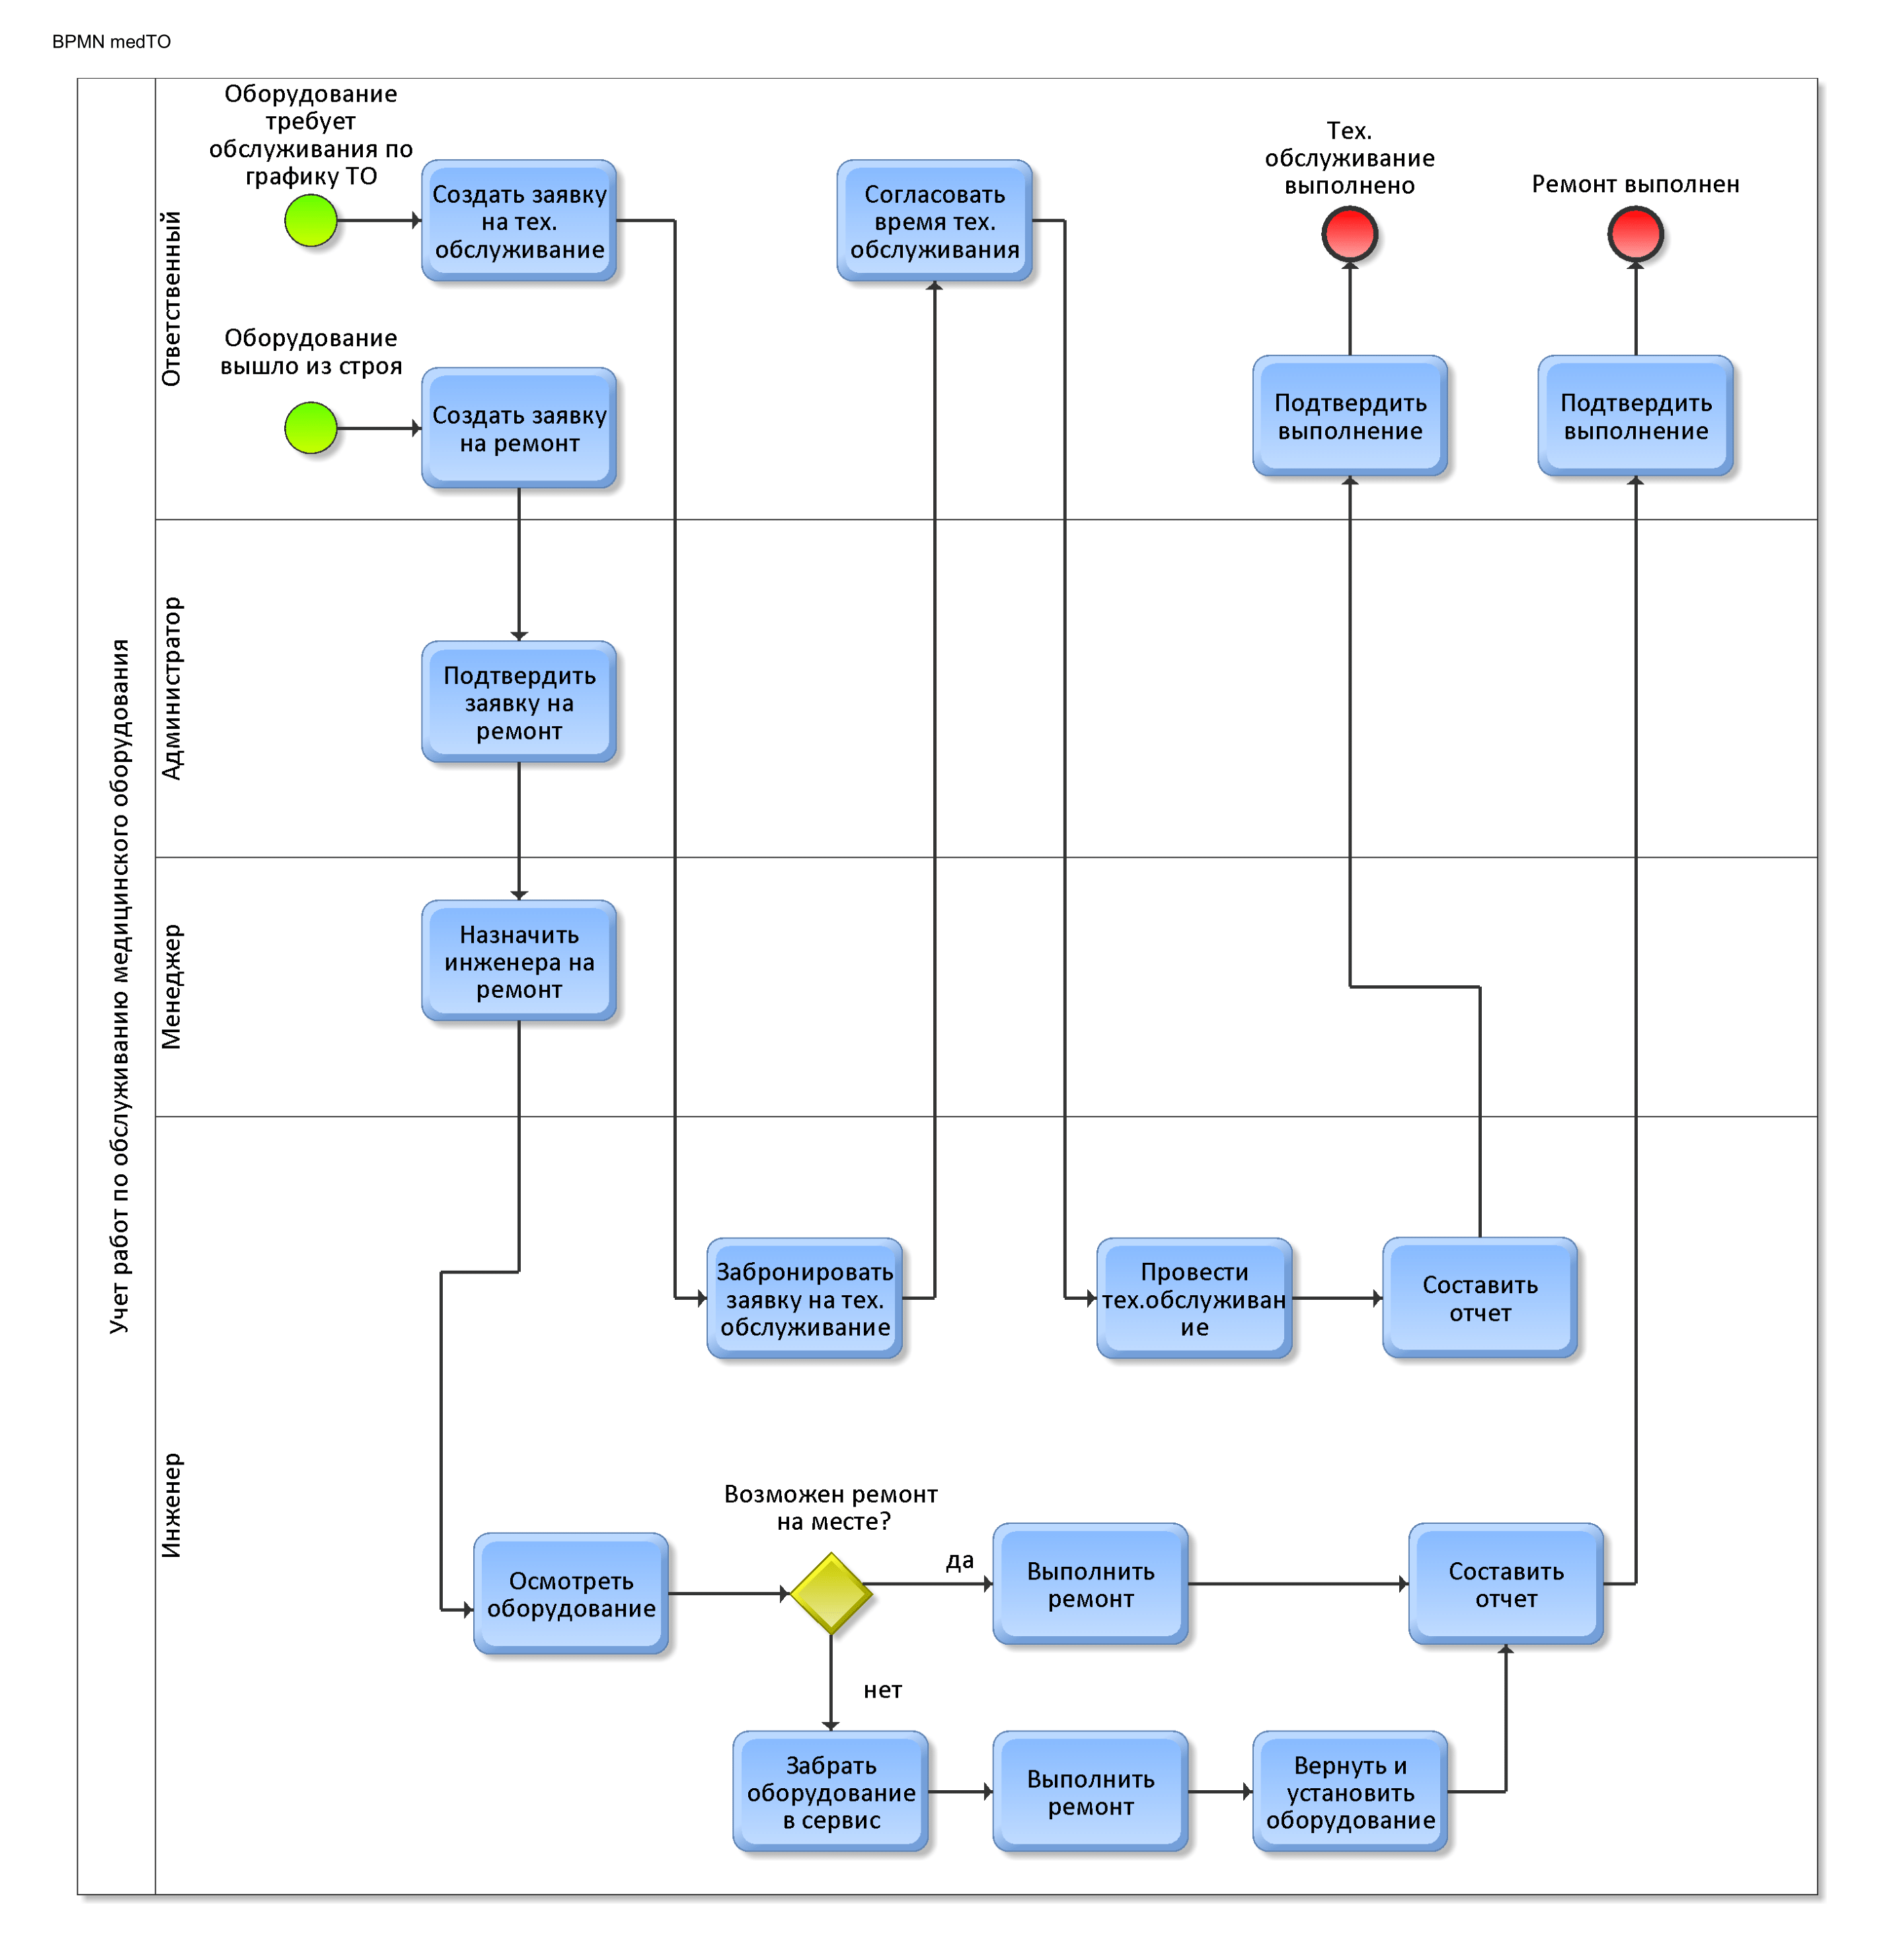 BPMN medTO
Учет работ по обслуживанию медицинского оборудования
Ответственный
Оборудование
требует
обслуживания по
графику ТО
Создать заявку
на тех.
обслуживание
Согласовать
время тех.
обслуживания
Тех.
обслуживание
выполнено
Ремонт выполнен
Оборудование
вышло из строя
Создать заявку
на ремонт
Подтвердить
выполнение
Подтвердить
выполнение
Администратор
Подтвердить
заявку на
ремонт
Менеджер
Назначить
инженера на
ремонт
Инженер
Забронировать
заявку на тех.
обслуживание
Провести
тех.обслуживан
ие
Составить
отчет
Осмотреть
оборудование
Возможен ремонт
на месте?
да
Выполнить
ремонт
Составить
отчет
нет
Забрать
оборудование
в сервис
Выполнить
ремонт
Вернуть и
установить
оборудование